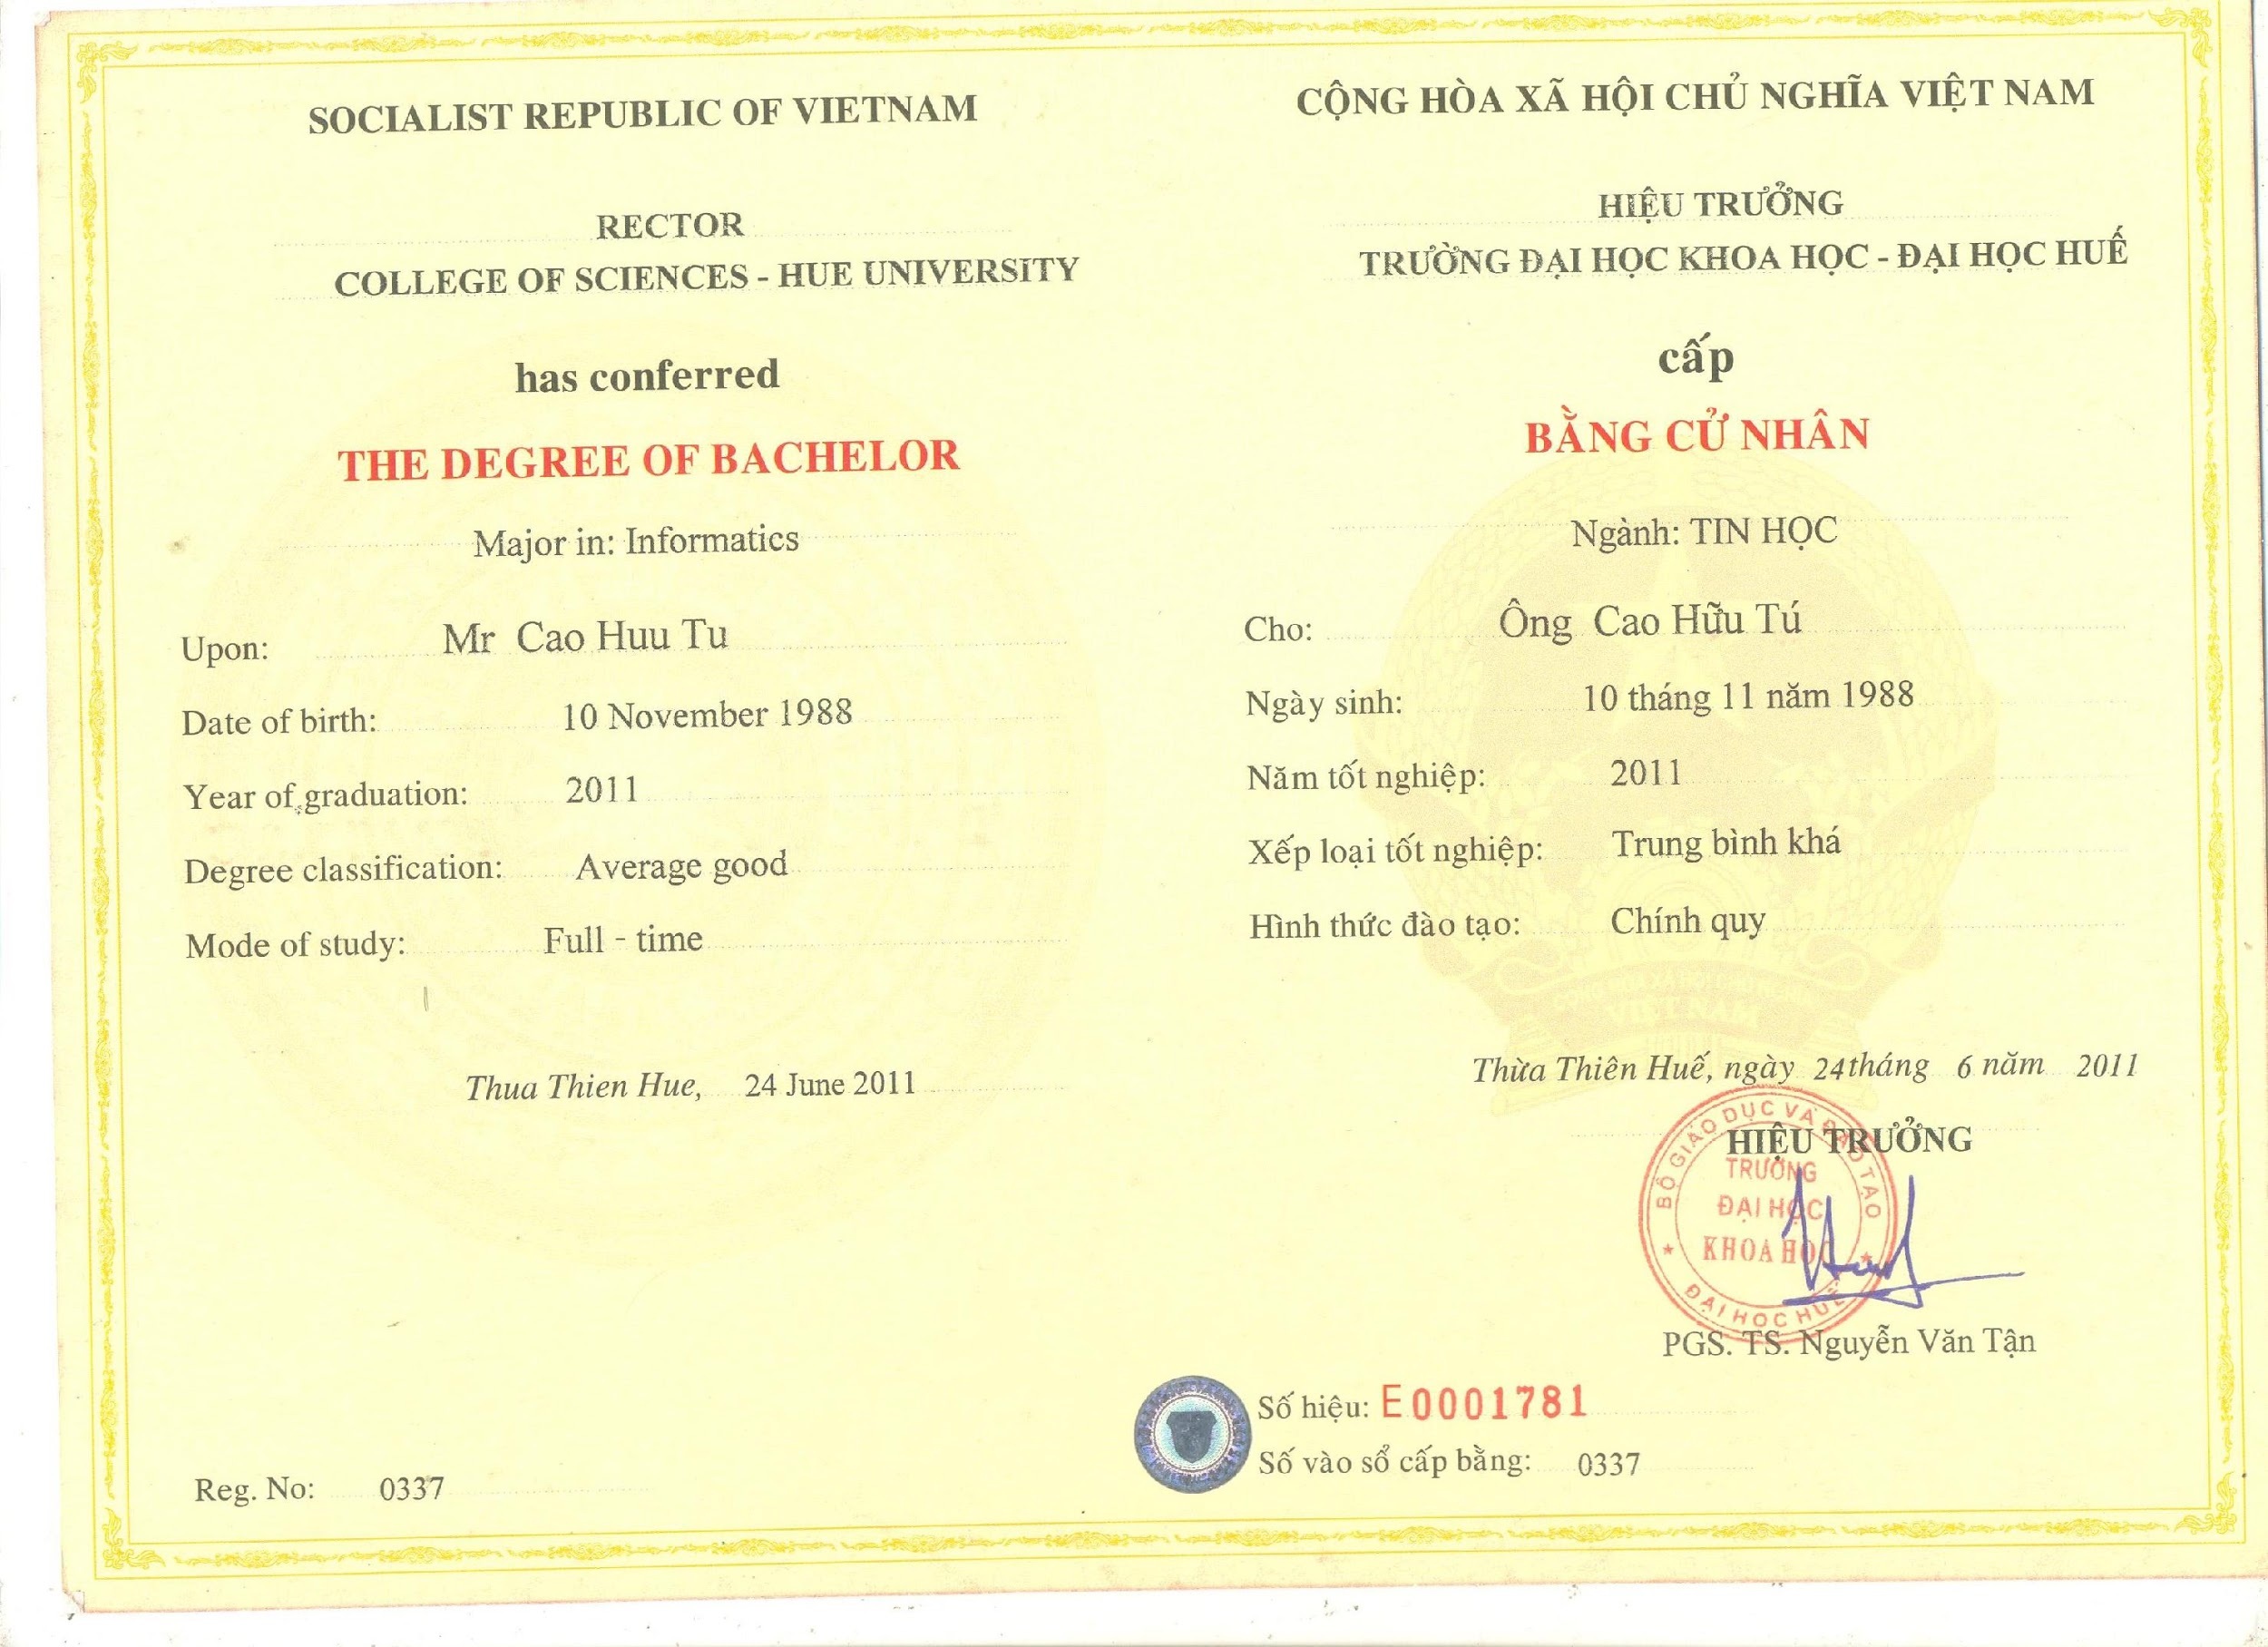 SOCIALIST REPUBLIC OF VIETNAM
RECTOR
COLLEGE OF SCIENCES - HUE UNIVERSITY
has conferred
THE DEGREE OF BACHELOR
Major in: Informatics
Upon: Mr Cao Huu Tu
Date of birth: 10 November 1988
Year of graduation: 2011
Degree classification: Average good
Mode of study: Full - time
Thua Thien Hue, 24 June 2011
Reg. No: 0337
CỘNG HÒA XÃ HỘI CHỦ NGHĨA VIỆT NAM
HIỆU TRƯỞNG
TRƯỜNG ĐẠI HỌC KHOA HỌC - ĐẠI HỌC HUẾ
cấp
BẰNG CỬ NHÂN
Ngành: TIN HỌC
Cho: Ông Cao Hữu Tú
Ngày sinh: 10 tháng 11 năm 1988
Năm tốt nghiệp: 2011
Xếp loại tốt nghiệp: Trung bình khá
Hình thức đào tạo: Chính quy
VIỆT NAM
Thừa Thiên Huế, ngày 24 tháng 6 năm 2011
HIỆU TRƯỞNG
BỘ GIÁO DỤC VÀ ĐÀO TẠO
TRƯỜNG
ĐẠI HỌC
KHOA HỌC
ĐẠI HỌC HUẾ
PGS. TS. Nguyễn Văn Tận
Số hiệu: E 0001781
Số vào sổ cấp bằng: 0337